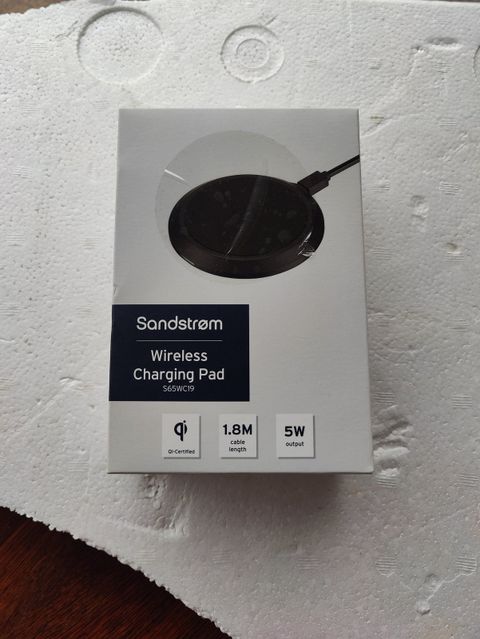 Sandstrøm
Wireless
Charging Pad
S65WC19
Qi-Certified
1.8M
cable
length
5W
output